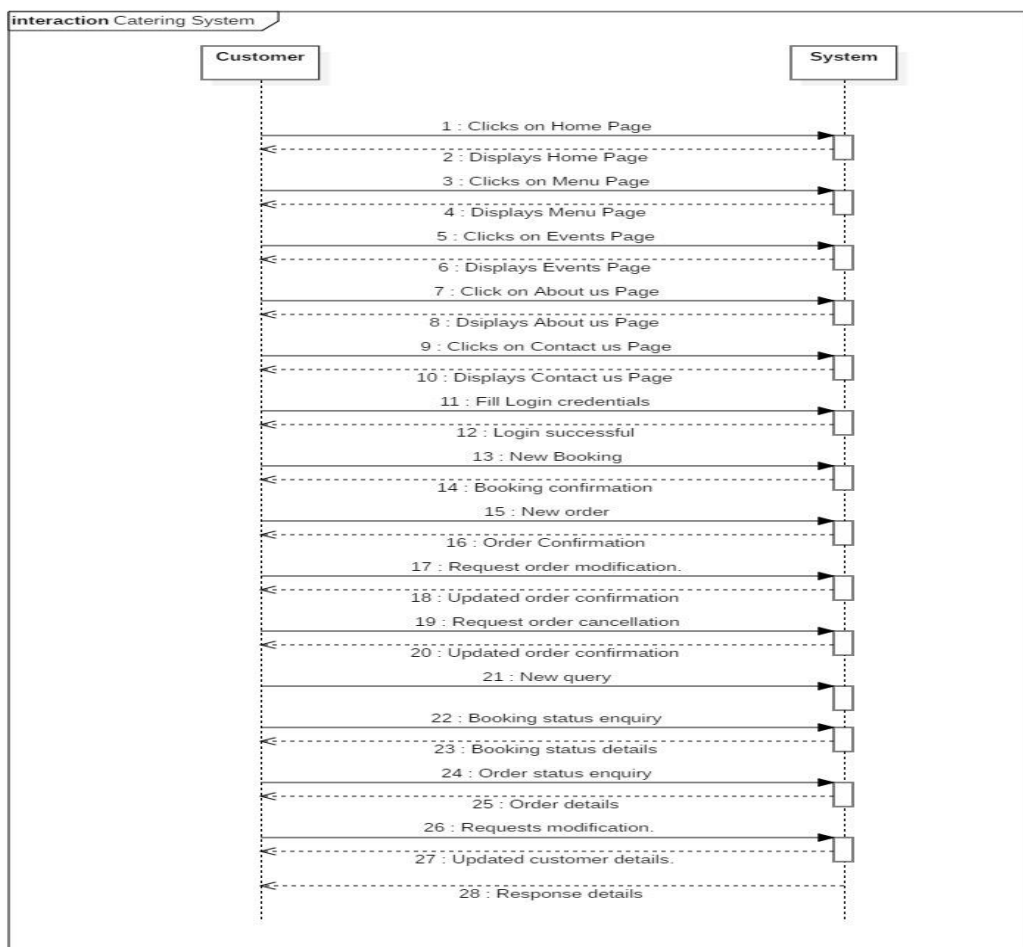 interaction Catering System
Customer
System
1 : Clicks on Home Page
2 : Displays Home Page
3 : Clicks on Menu Page
4 : Displays Menu Page
5 : Clicks on Events Page
6 : Displays Events Page
7 : Click on About us Page
8 : Dsiplays About us Page
9 : Clicks on Contact us Page
10 : Displays Contact us Page
11 : Fill Login credentials
12 : Login successful
13 : New Booking
14 : Booking confirmation
15 : New order
16 : Order Confirmation
17 : Request order modification.
18 : Updated order confirmation
19 : Request order cancellation
20 : Updated order confirmation
21 : New query
22 : Booking status enquiry
23 : Booking status details
24 : Order status enquiry
25 : Order details
26 : Requests modification.
27 : Updated customer details.
28 : Response details